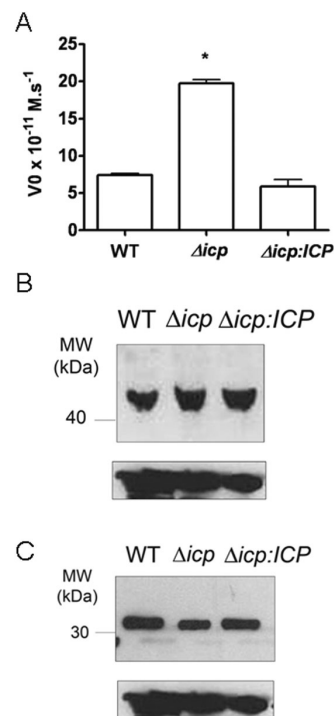 A
V0 x 10⁻¹¹ M.s⁻¹
25
20
15
10
5
0
*
WT Δicp Δicp:ICP
B
WT Δicp Δicp:ICP
MW
(kDa)
40
C
WT Δicp Δicp:ICP
MW
(kDa)
30